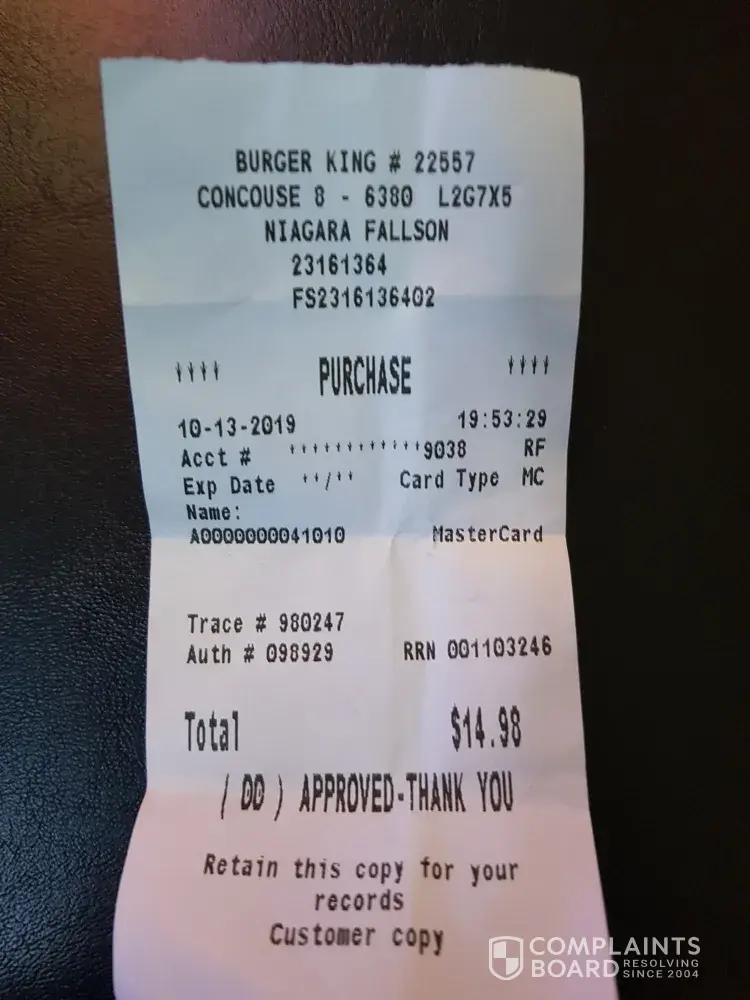 BURGER KING # 22557
CONCOUSE 8 - 6380 L2G7X5
NIAGARA FALLSON
23161364
FS2316136402
**** PURCHASE ****
10-13-2019 19:53:29
Acct # ************9038 RF
Exp Date **/** Card Type MC
Name:
A0000000041010 MasterCard
Trace # 980247
Auth # 098929 RRN 001103246
Total $14.98
( 00 ) APPROVED-THANK YOU
Retain this copy for your
records
Customer copy
COMPLAINTS
BOARD RESOLVING
SINCE 2004